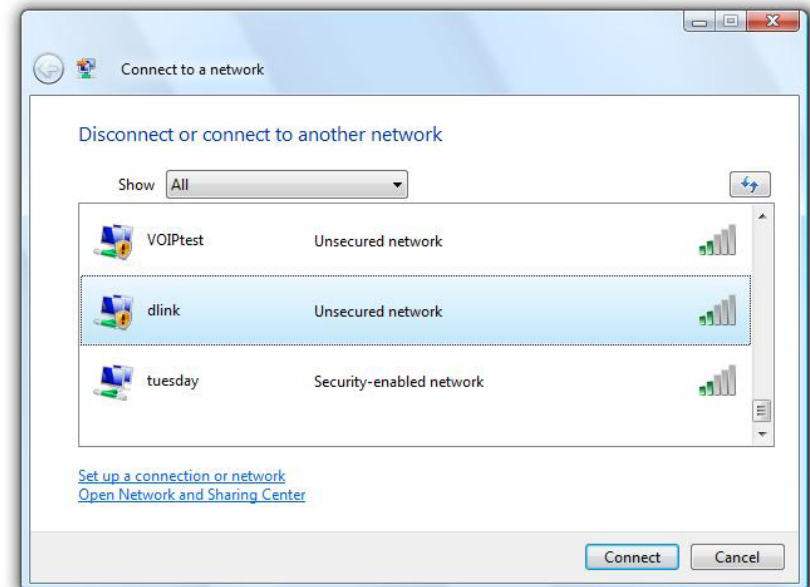 Connect to a network
Disconnect or connect to another network
Show All
VOIPtest Unsecured network
dlink Unsecured network
tuesday Security-enabled network
Set up a connection or network
Open Network and Sharing Center
Connect Cancel